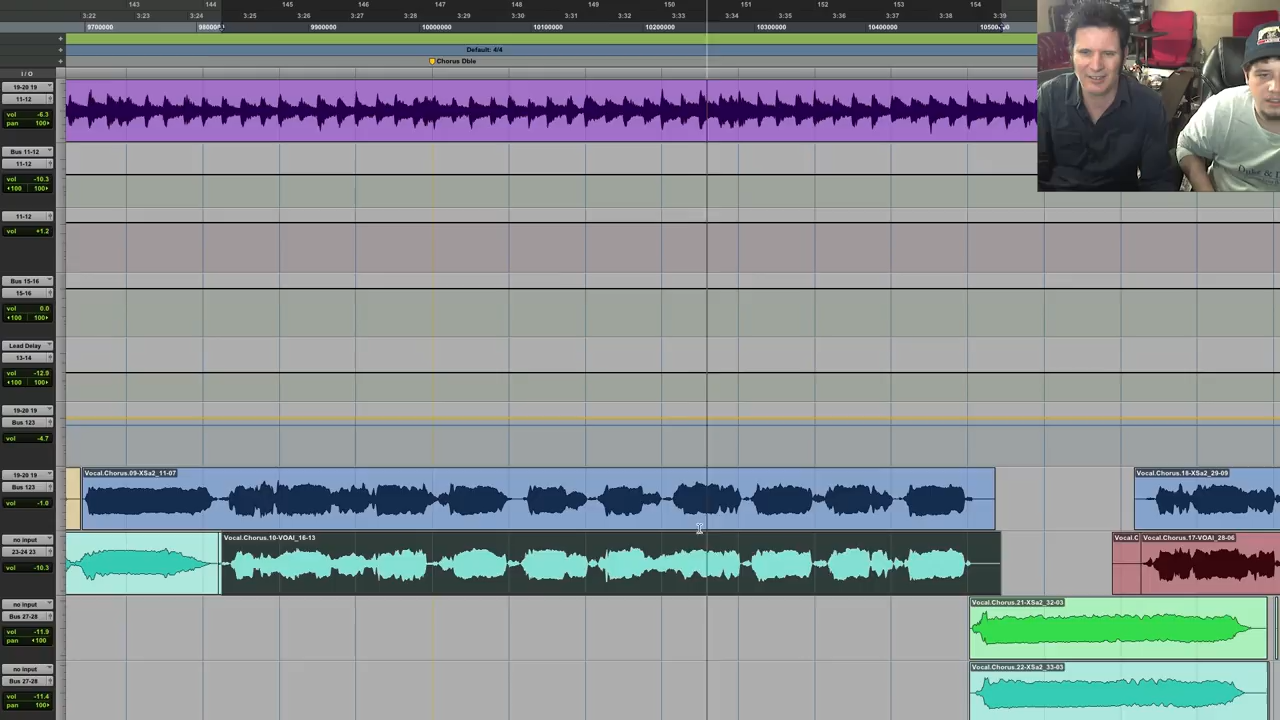 143 144 145 146 147 148 149 150 151 152 153 154
3:22 3:23 3:24 3:25 3:26 3:27 3:28 3:29 3:30 3:31 3:32 3:33 3:34 3:35 3:36 3:37 3:38 3:39
9700000 9900000 10000000 10100000 10200000 10300000 10400000
Default: 4/4
Chorus Dble
I / O
19-20 19
11-12
vol -6.3
pan 100
Bus 11-12
11-12
vol -10.3
100 100
11-12
vol +1.2
Bus 15-16
15-16
vol 0.0
100 100
Lead Delay
13-14
vol -12.9
100 100
19-20 19
Bus 123
vol -4.7
19-20 19
Bus 123
vol -1.0
Vocal.Chorus.09-XSa2_11-07
Vocal.Chorus.18-XSa2_29-09
no input
23-24 23
vol -10.3
Vocal.Chorus.10-VOAI_16-13
Vocal.C
Vocal.Chorus.17-VOAI_28-06
no input
Bus 27-28
vol -11.9
pan 100
Vocal.Chorus.21-XSa2_32-03
no input
Bus 27-28
vol -11.4
pan 100
Vocal.Chorus.22-XSa2_33-03